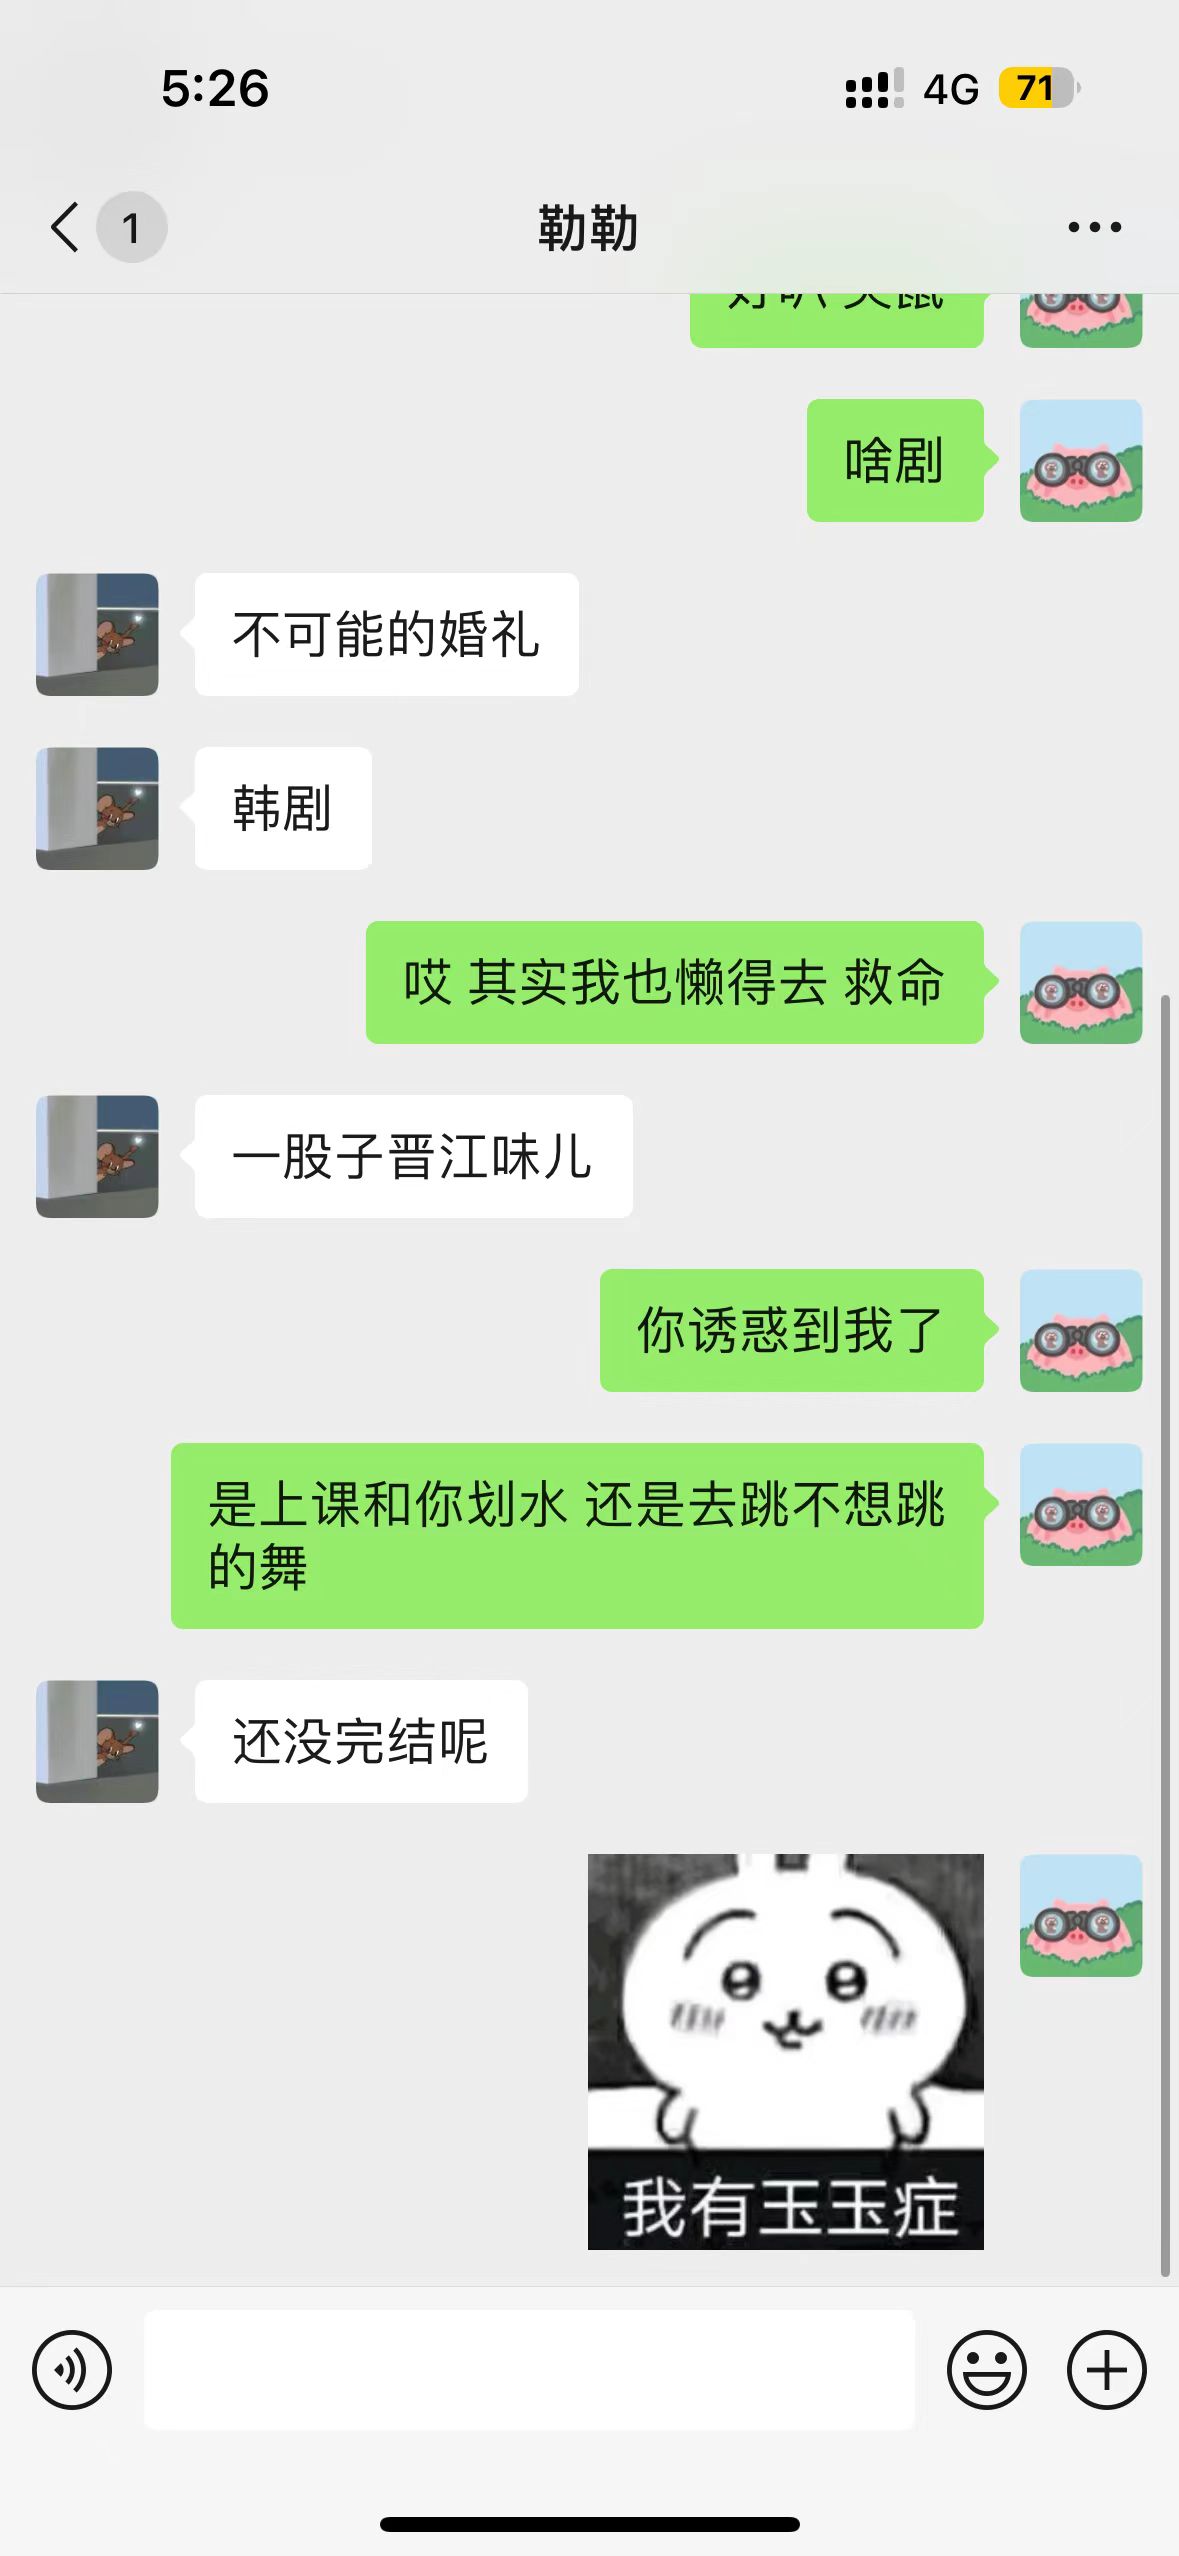 5:26
4G
71
1
勒勒
啥剧
不可能的婚礼
韩剧
哎 其实我也懒得去 救命
一股子晋江味儿
你诱惑到我了
是上课和你划水 还是去跳不想跳
的舞
还没完结呢
我有玉玉症